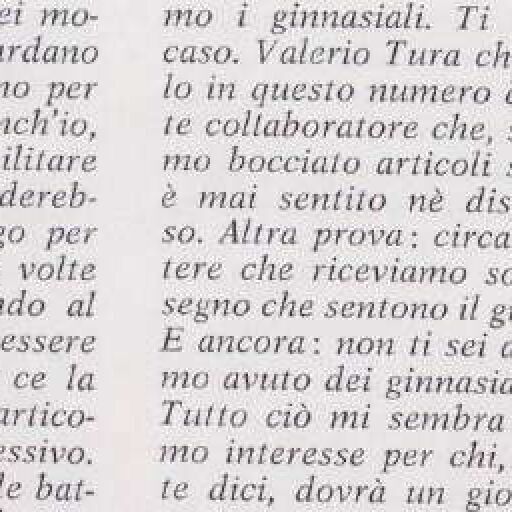 ei mo-
ardano
no per
nch'io,
ilitare
dereb-
go per
volte
ndo al
essere
ce la
artico-
essivo.
le bat-
mo i ginnasiali. Ti
caso. Valerio Tura ch
lo in questo numero
te collaboratore che,
mo bocciato articoli
è mai sentito nè dis
so. Altra prova: circa
tere che riceviamo so
segno che sentono il gi
E ancora: non ti sei
mo avuto dei ginnasia
Tutto ciò mi sembra
mo interesse per chi,
te dici, dovrà un gio